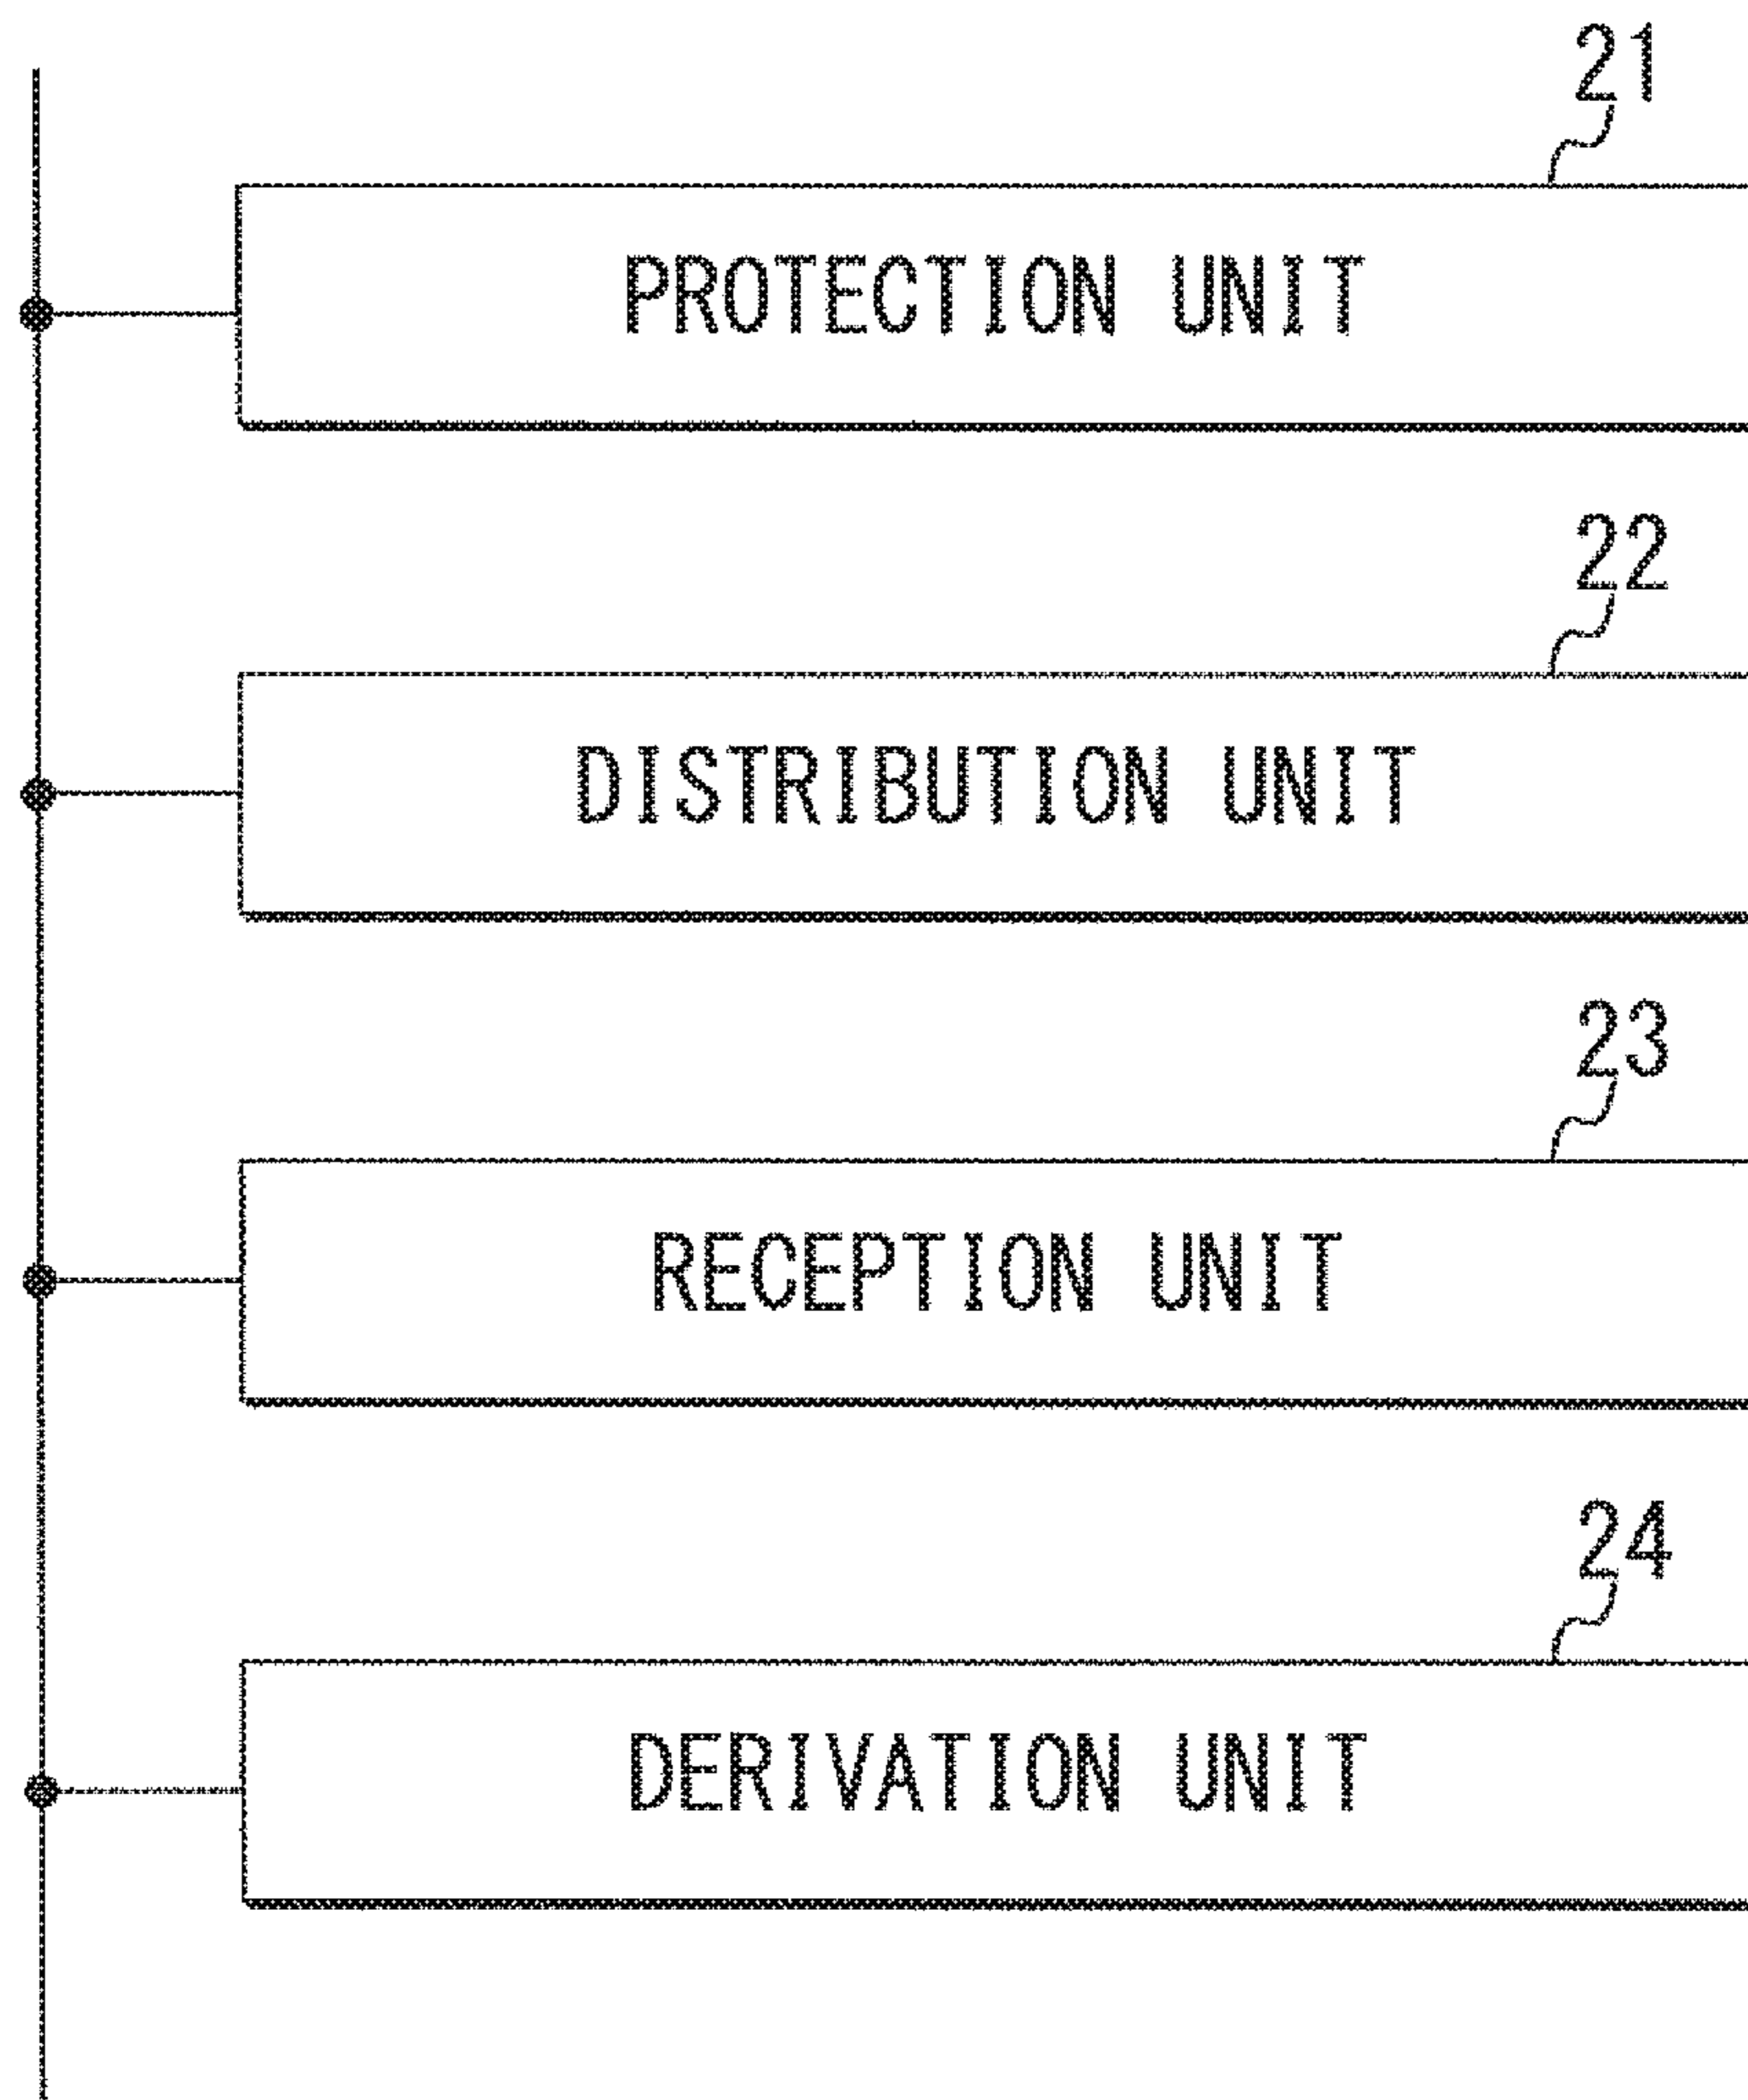 21
PROTECTION UNIT
22
DISTRIBUTION UNIT
23
RECEPTION UNIT
24
DERIVATION UNIT